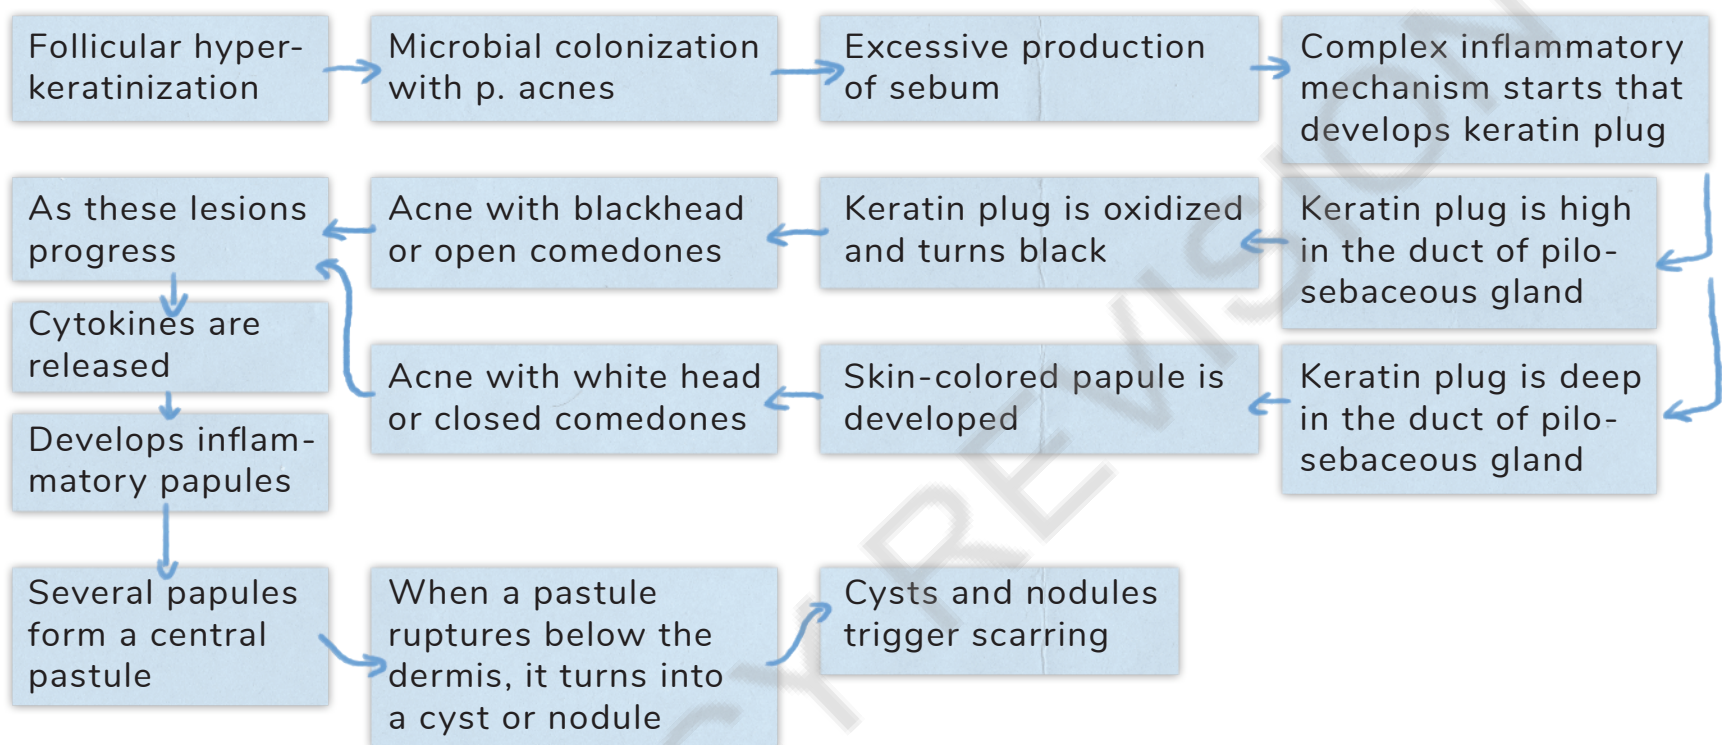 Follicular hyper-
keratinization
Microbial colonization
with p. acnes
Excessive production
of sebum
Complex inflammatory
mechanism starts that
develops keratin plug
Keratin plug is high
in the duct of pilo-
sebaceous gland
Keratin plug is oxidized
and turns black
Acne with blackhead
or open comedones
Keratin plug is deep
in the duct of pilo-
sebaceous gland
Skin-colored papule is
developed
Acne with white head
or closed comedones
As these lesions
progress
Cytokines are
released
Develops inflam-
matory papules
Several papules
form a central
pastule
When a pastule
ruptures below the
dermis, it turns into
a cyst or nodule
Cysts and nodules
trigger scarring
CY REVISION